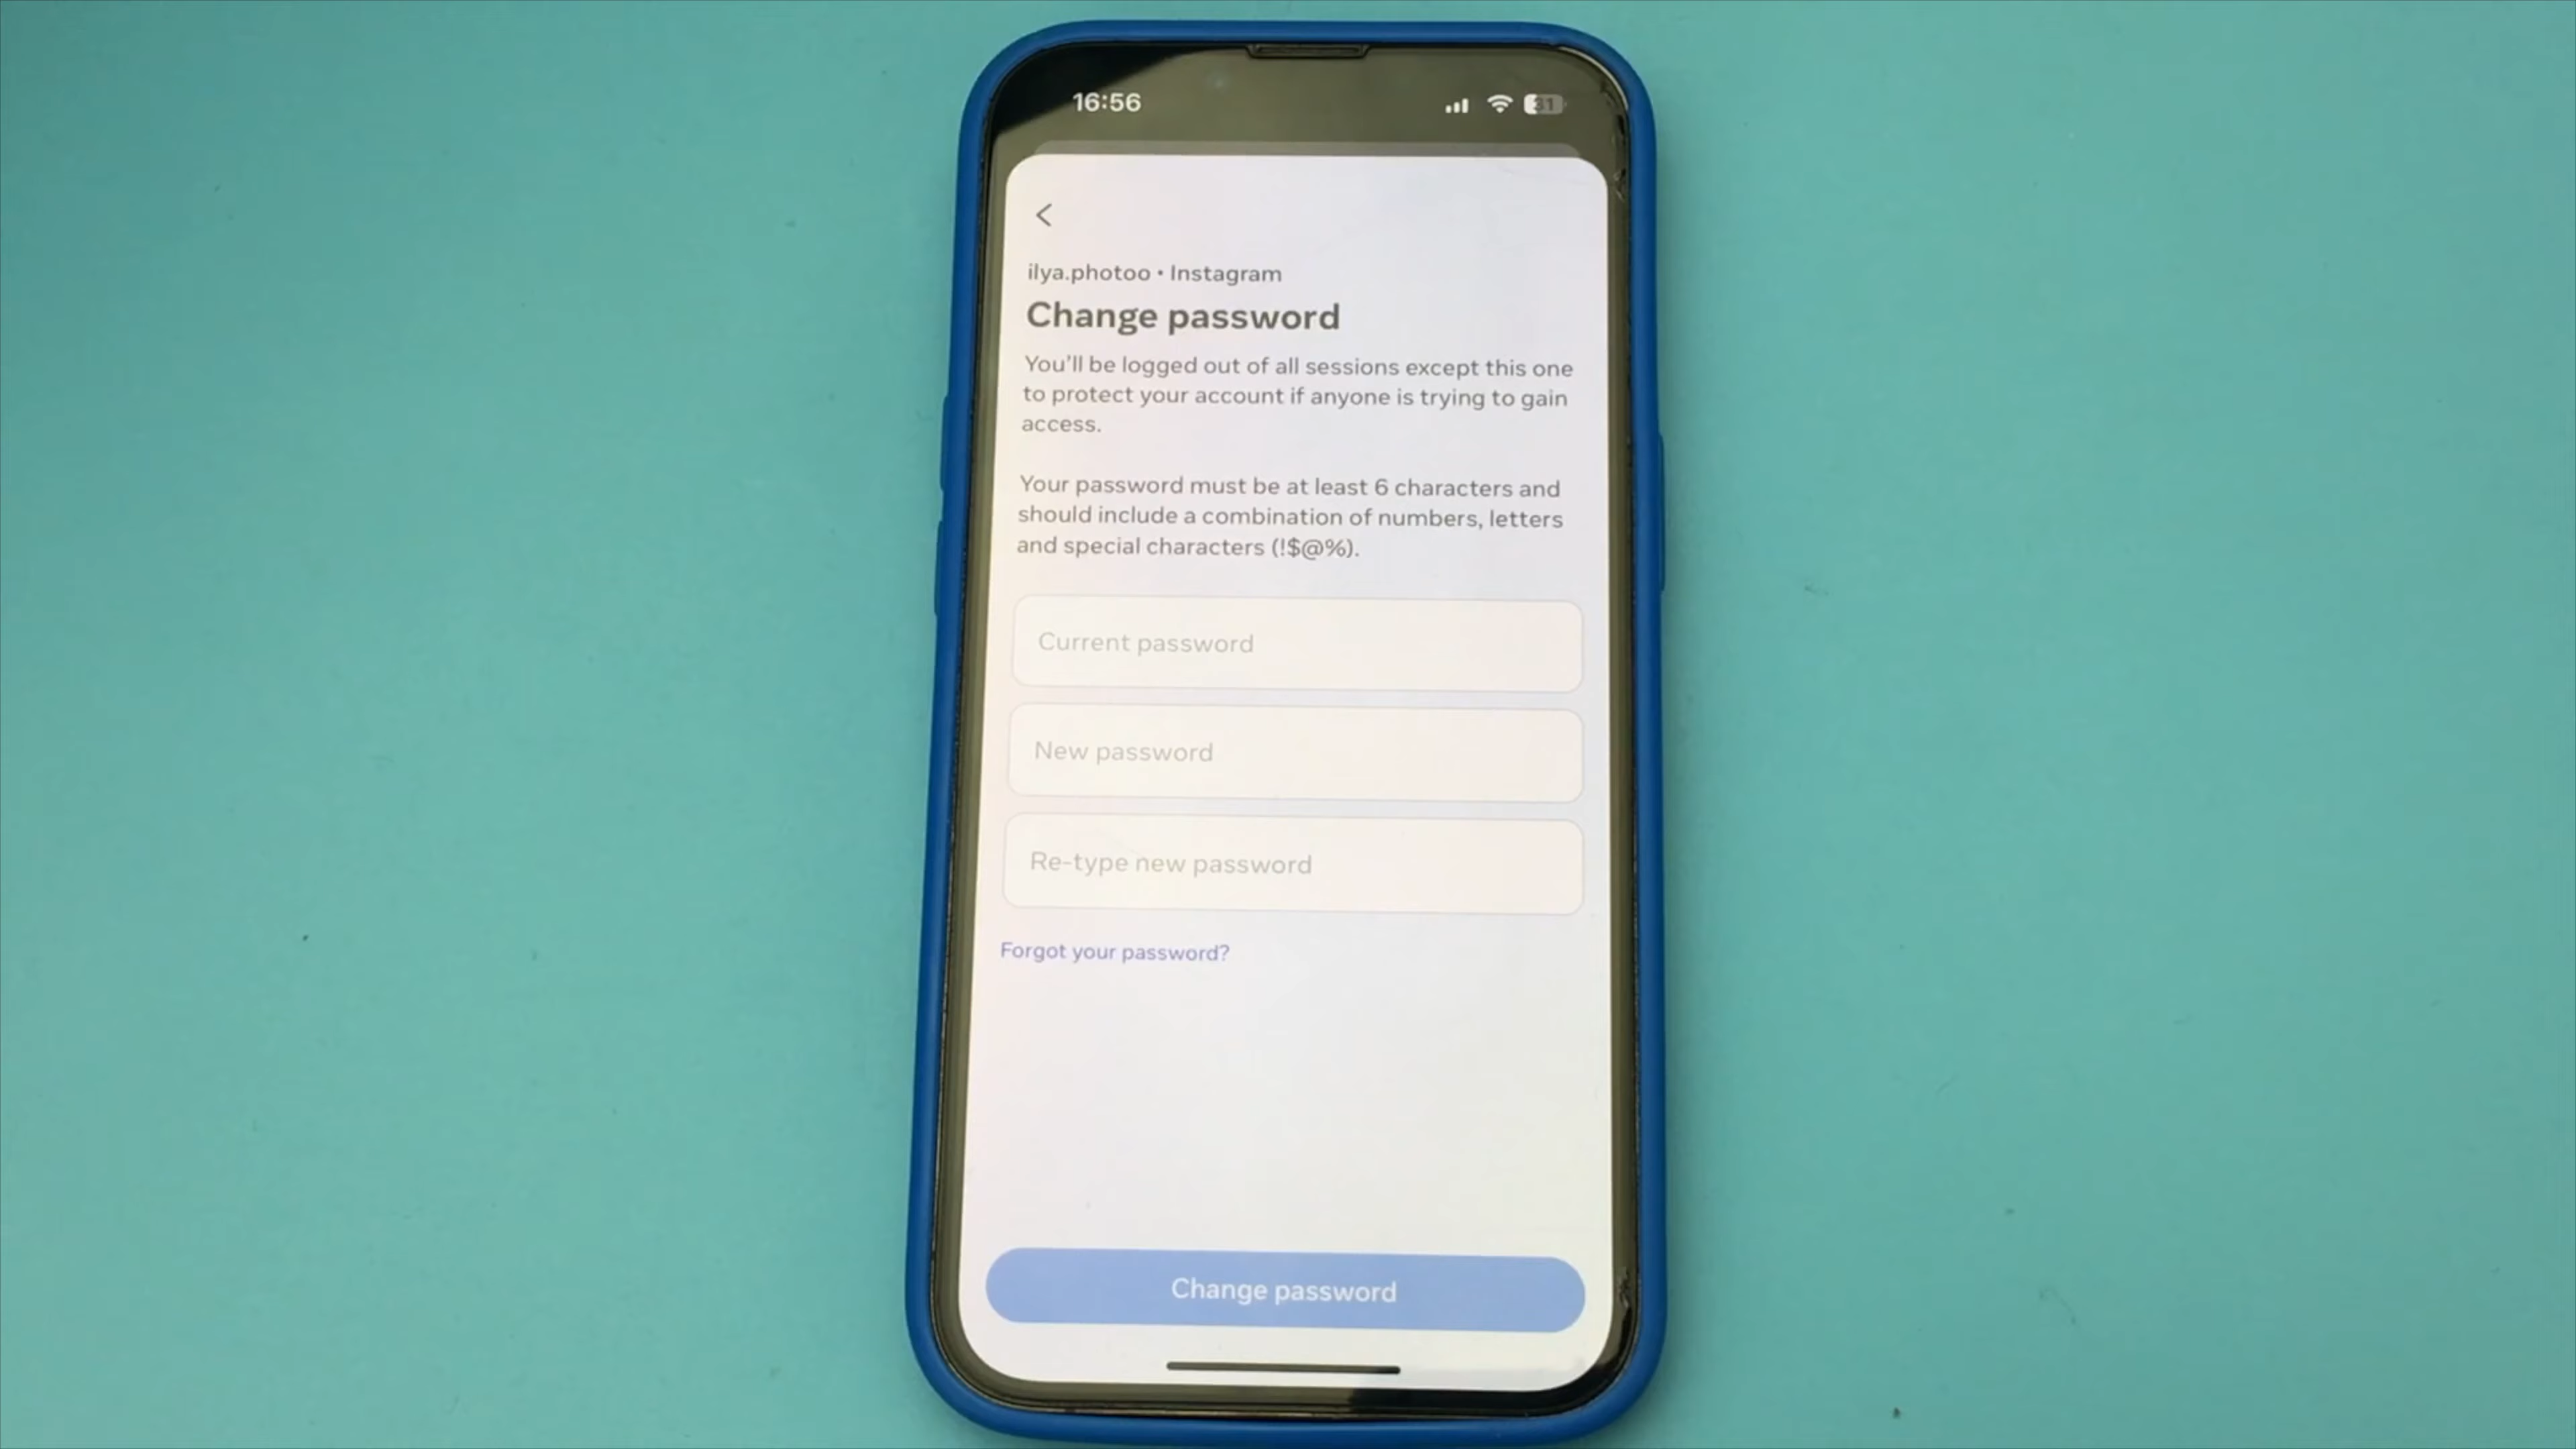 16:56
31
ilya.photoo • Instagram
Change password
You'll be logged out of all sessions except this one
to protect your account if anyone is trying to gain
access.
Your password must be at least 6 characters and
should include a combination of numbers, letters
and special characters (!$@%).
Current password
New password
Re-type new password
Forgot your password?
Change password